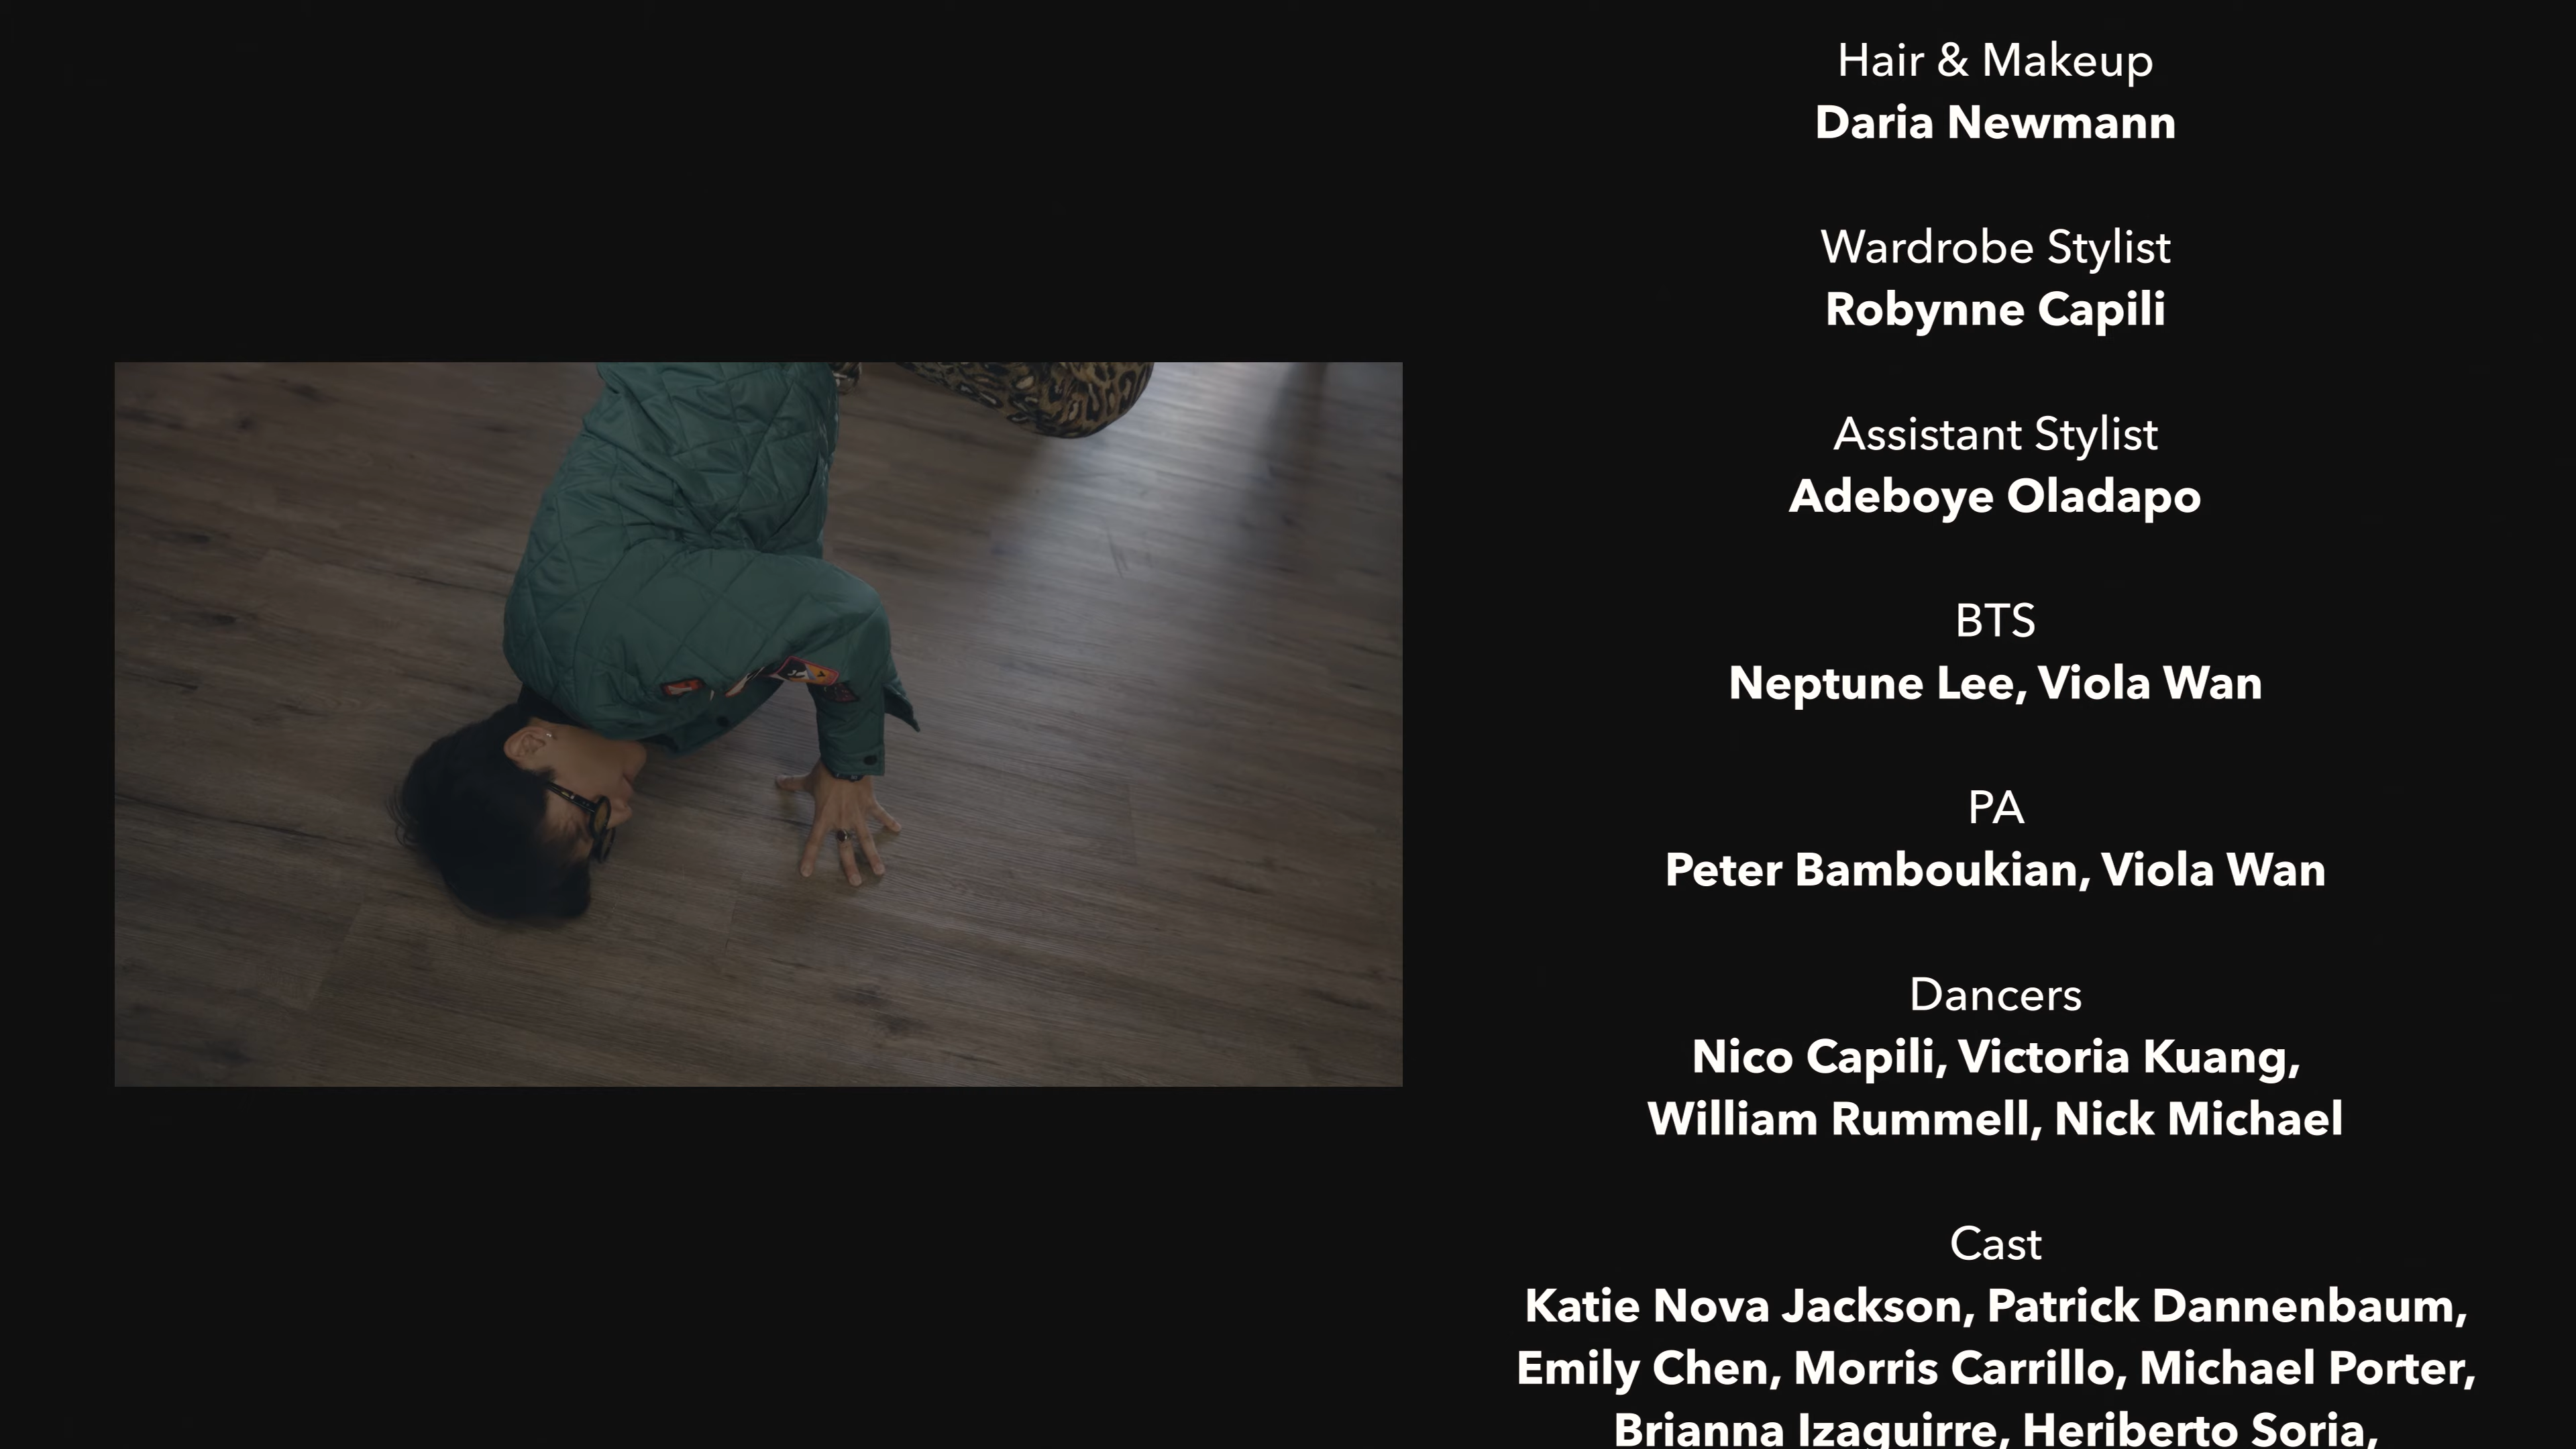 Hair & Makeup
Daria Newmann
Wardrobe Stylist
Robynne Capili
Assistant Stylist
Adeboye Oladapo
BTS
Neptune Lee, Viola Wan
PA
Peter Bamboukian, Viola Wan
Dancers
Nico Capili, Victoria Kuang,
William Rummell, Nick Michael
Cast
Katie Nova Jackson, Patrick Dannenbaum,
Emily Chen, Morris Carrillo, Michael Porter,
Brianna Izaguirre, Heriberto Soria,